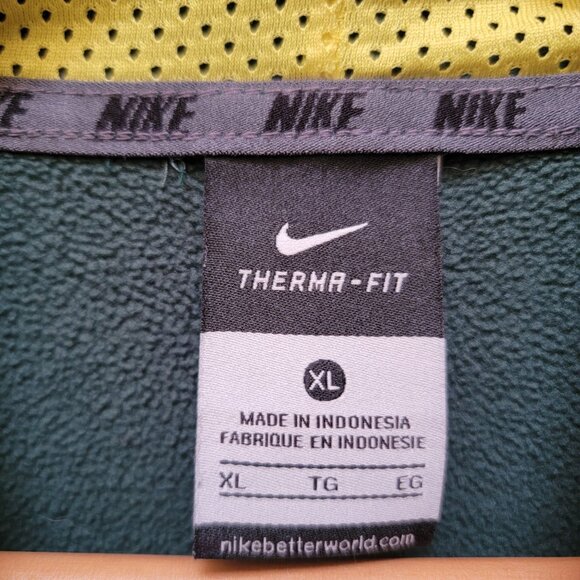 NIKE NIKE NIKE
THERMA-FIT
XL
MADE IN INDONESIA
FABRIQUE EN INDONESIE
XL TG EG
nikebetterworld.com